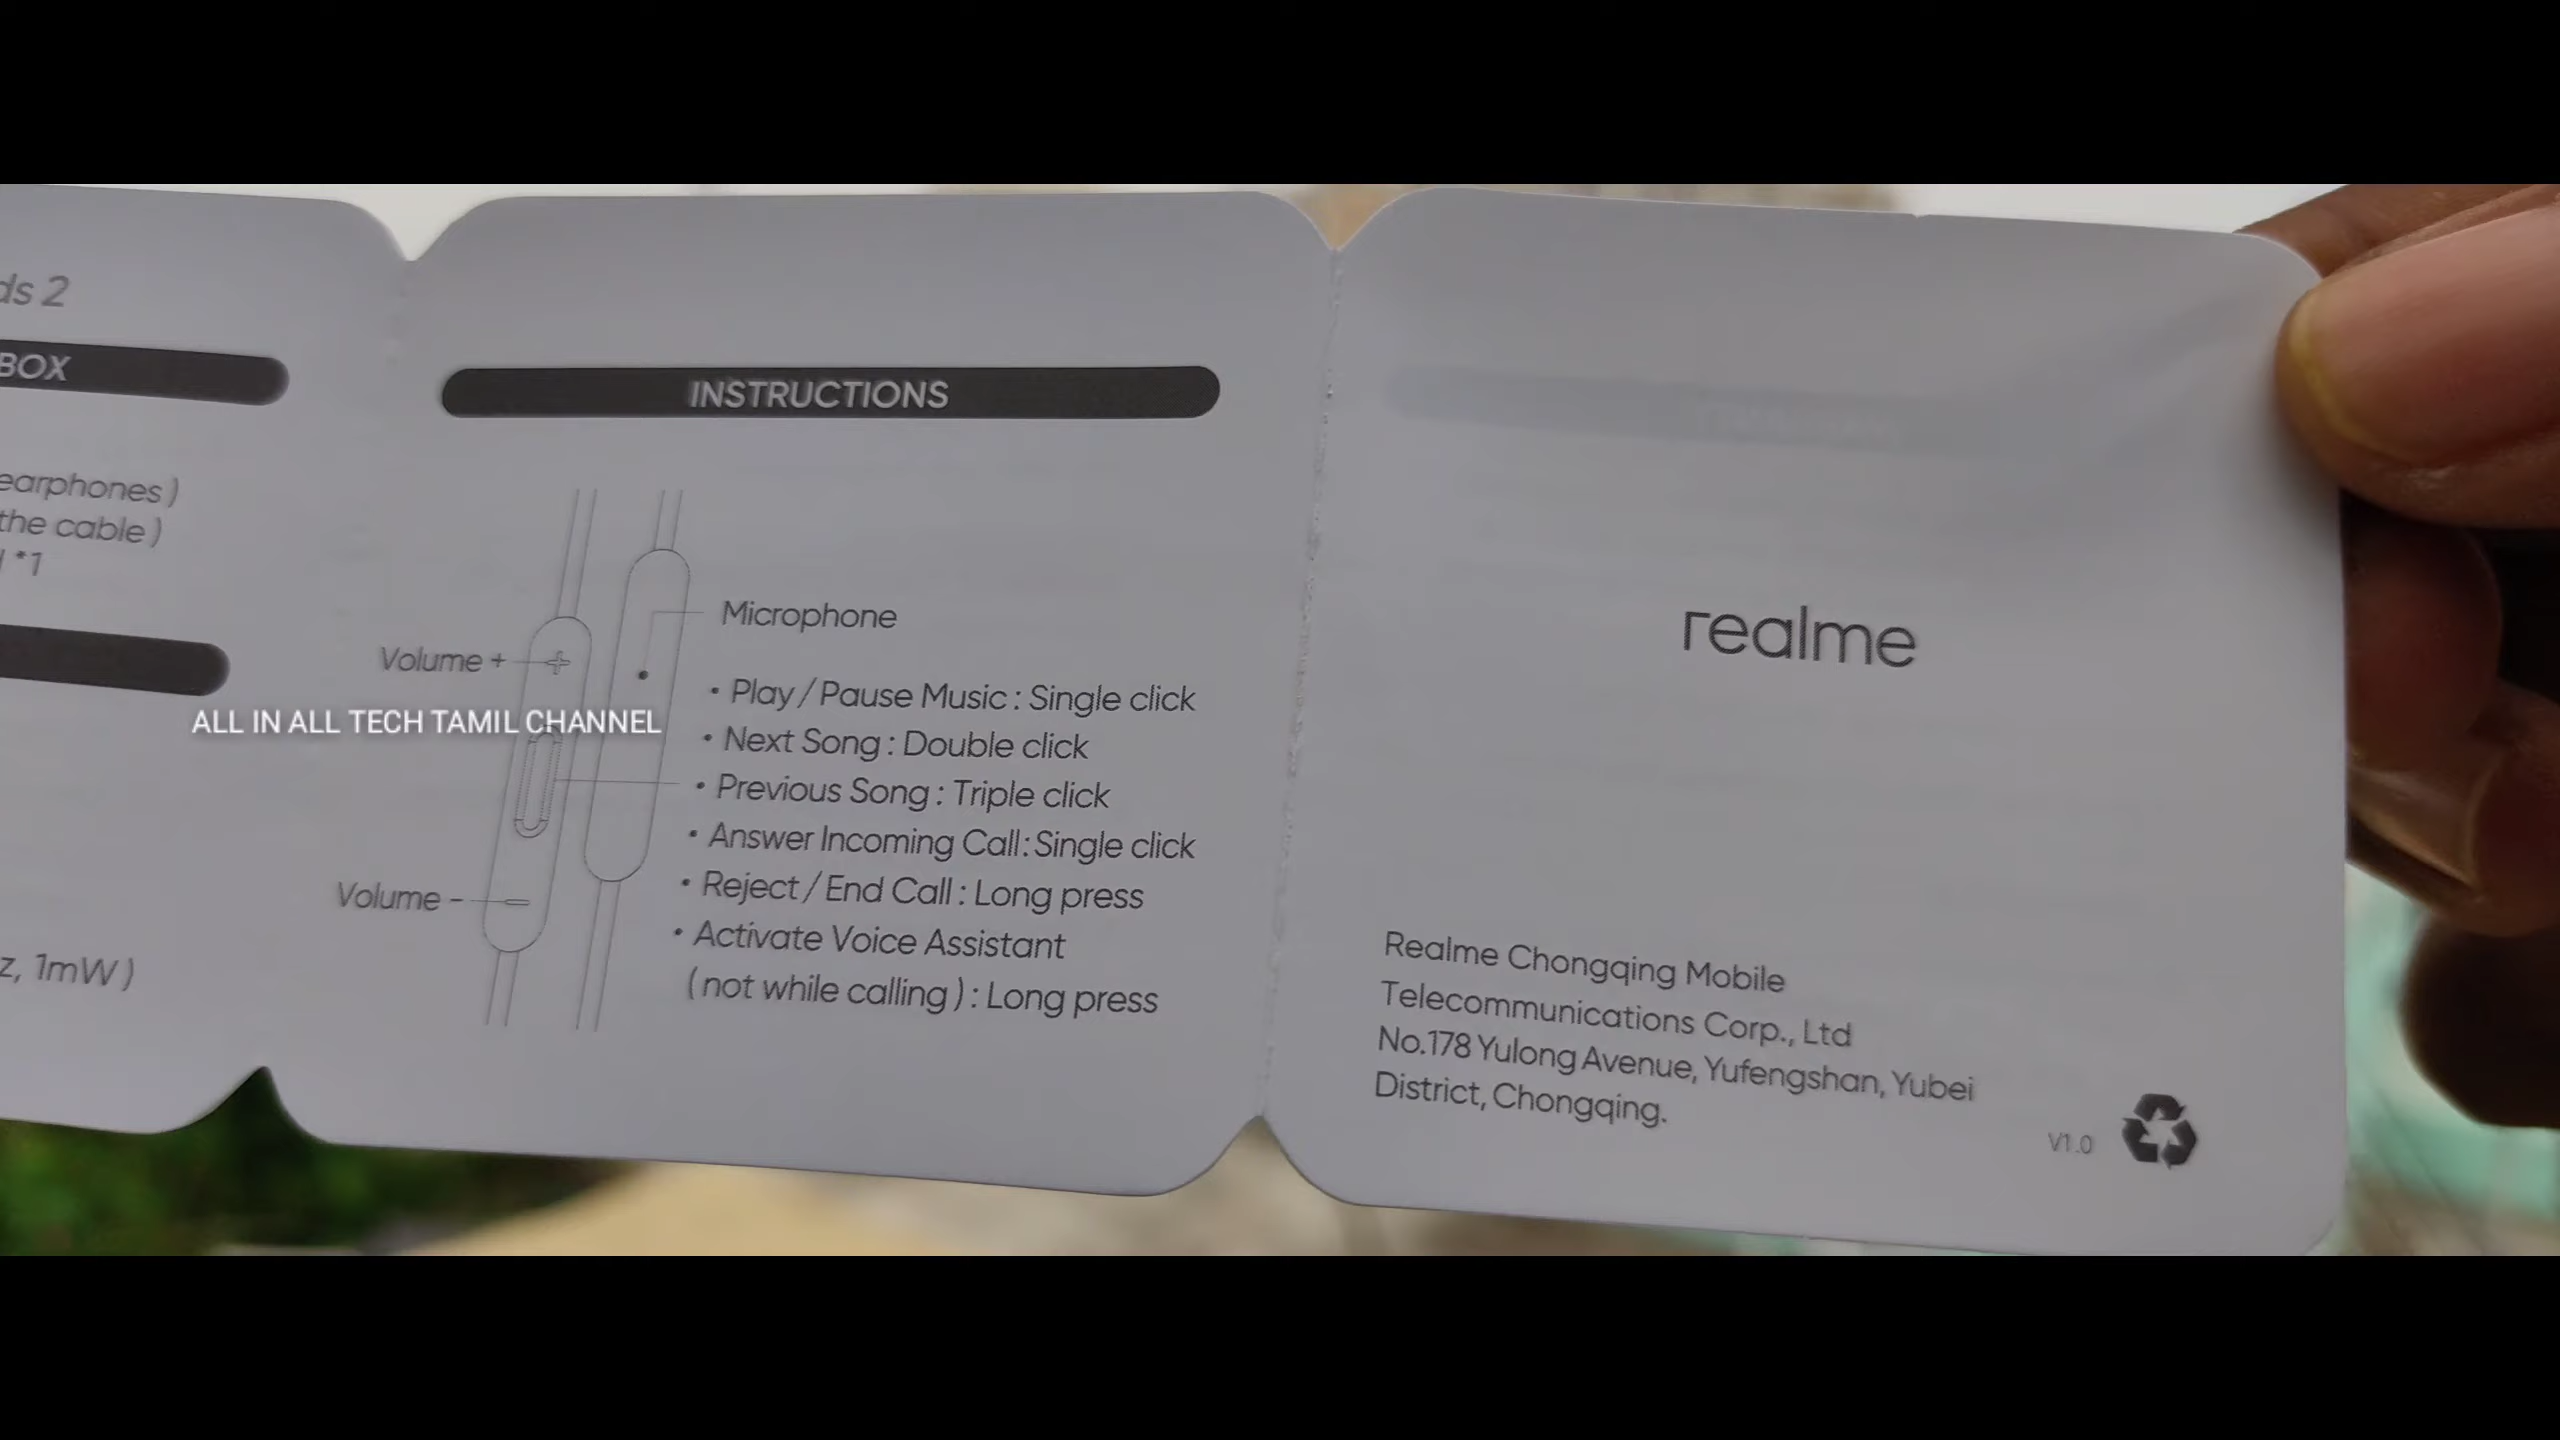 ds 2
BOX
earphones )
the cable )
*1
z, 1mW )
INSTRUCTIONS
Microphone
Volume +
Volume -
• Play / Pause Music : Single click
• Next Song : Double click
• Previous Song : Triple click
• Answer Incoming Call : Single click
• Reject / End Call : Long press
• Activate Voice Assistant
( not while calling ) : Long press
ALL IN ALL TECH TAMIL CHANNEL
realme
Realme Chongqing Mobile
Telecommunications Corp., Ltd
No.178 Yulong Avenue, Yufengshan, Yubei
District, Chongqing.
V1.0